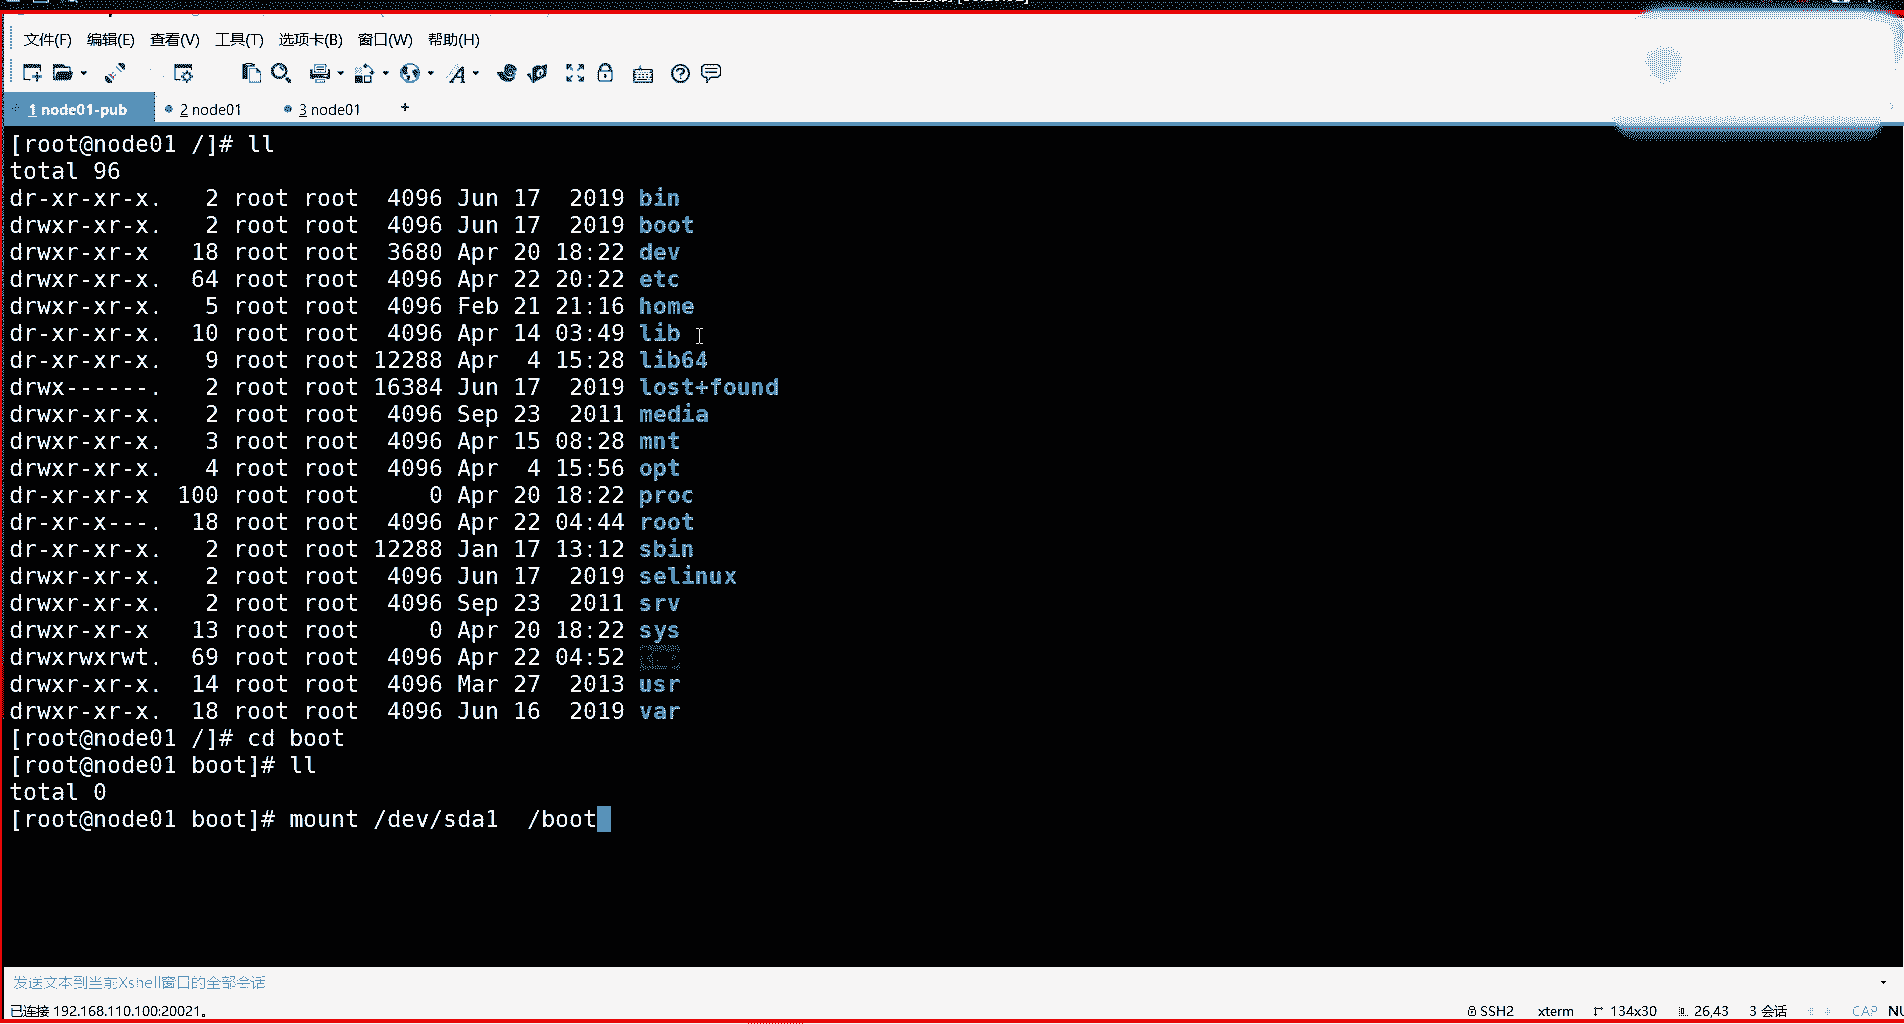 文件(F) 编辑(E) 查看(V) 工具(T) 选项卡(B) 窗口(W) 帮助(H)
1 node01-pub 2 node01 3 node01 +
[root@node01 /]# ll
total 96
dr-xr-xr-x. 2 root root 4096 Jun 17 2019 bin
drwxr-xr-x. 2 root root 4096 Jun 17 2019 boot
drwxr-xr-x 18 root root 3680 Apr 20 18:22 dev
drwxr-xr-x. 64 root root 4096 Apr 22 20:22 etc
drwxr-xr-x. 5 root root 4096 Feb 21 21:16 home
dr-xr-xr-x. 10 root root 4096 Apr 14 03:49 lib
dr-xr-xr-x. 9 root root 12288 Apr 4 15:28 lib64
drwx------. 2 root root 16384 Jun 17 2019 lost+found
drwxr-xr-x. 2 root root 4096 Sep 23 2011 media
drwxr-xr-x. 3 root root 4096 Apr 15 08:28 mnt
drwxr-xr-x. 4 root root 4096 Apr 4 15:56 opt
dr-xr-xr-x 100 root root 0 Apr 20 18:22 proc
dr-xr-x---. 18 root root 4096 Apr 22 04:44 root
dr-xr-xr-x. 2 root root 12288 Jan 17 13:12 sbin
drwxr-xr-x. 2 root root 4096 Jun 17 2019 selinux
drwxr-xr-x. 2 root root 4096 Sep 23 2011 srv
drwxr-xr-x 13 root root 0 Apr 20 18:22 sys
drwxrwxrwt. 69 root root 4096 Apr 22 04:52
drwxr-xr-x. 14 root root 4096 Mar 27 2013 usr
drwxr-xr-x. 18 root root 4096 Jun 16 2019 var
[root@node01 /]# cd boot
[root@node01 boot]# ll
total 0
[root@node01 boot]# mount /dev/sda1 /boot
发送文本到当前Xshell窗口的全部会话
已连接 192.168.110.100:20021。 SSH2 xterm 134x30 26,43 3 会话 CAP